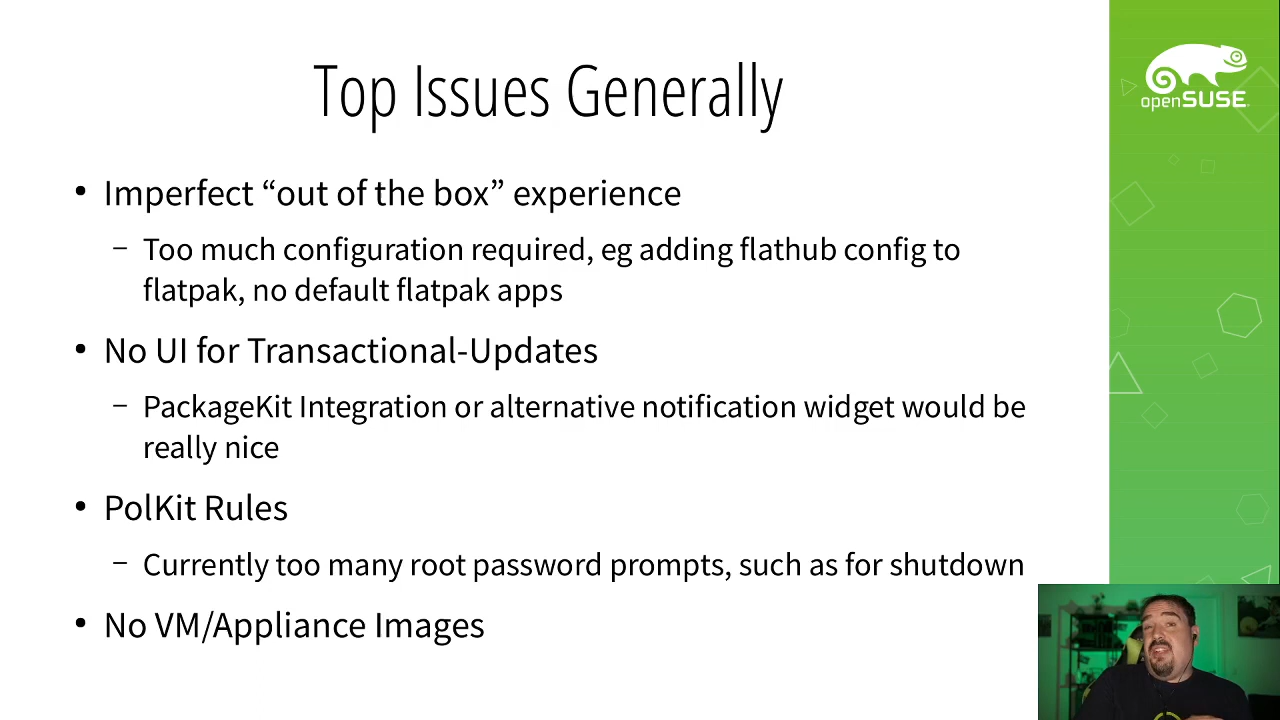 Top Issues Generally
openSUSE
• Imperfect “out of the box” experience
– Too much configuration required, eg adding flathub config to
flatpak, no default flatpak apps
• No UI for Transactional-Updates
– PackageKit Integration or alternative notification widget would be
really nice
• PolKit Rules
– Currently too many root password prompts, such as for shutdown
• No VM/Appliance Images